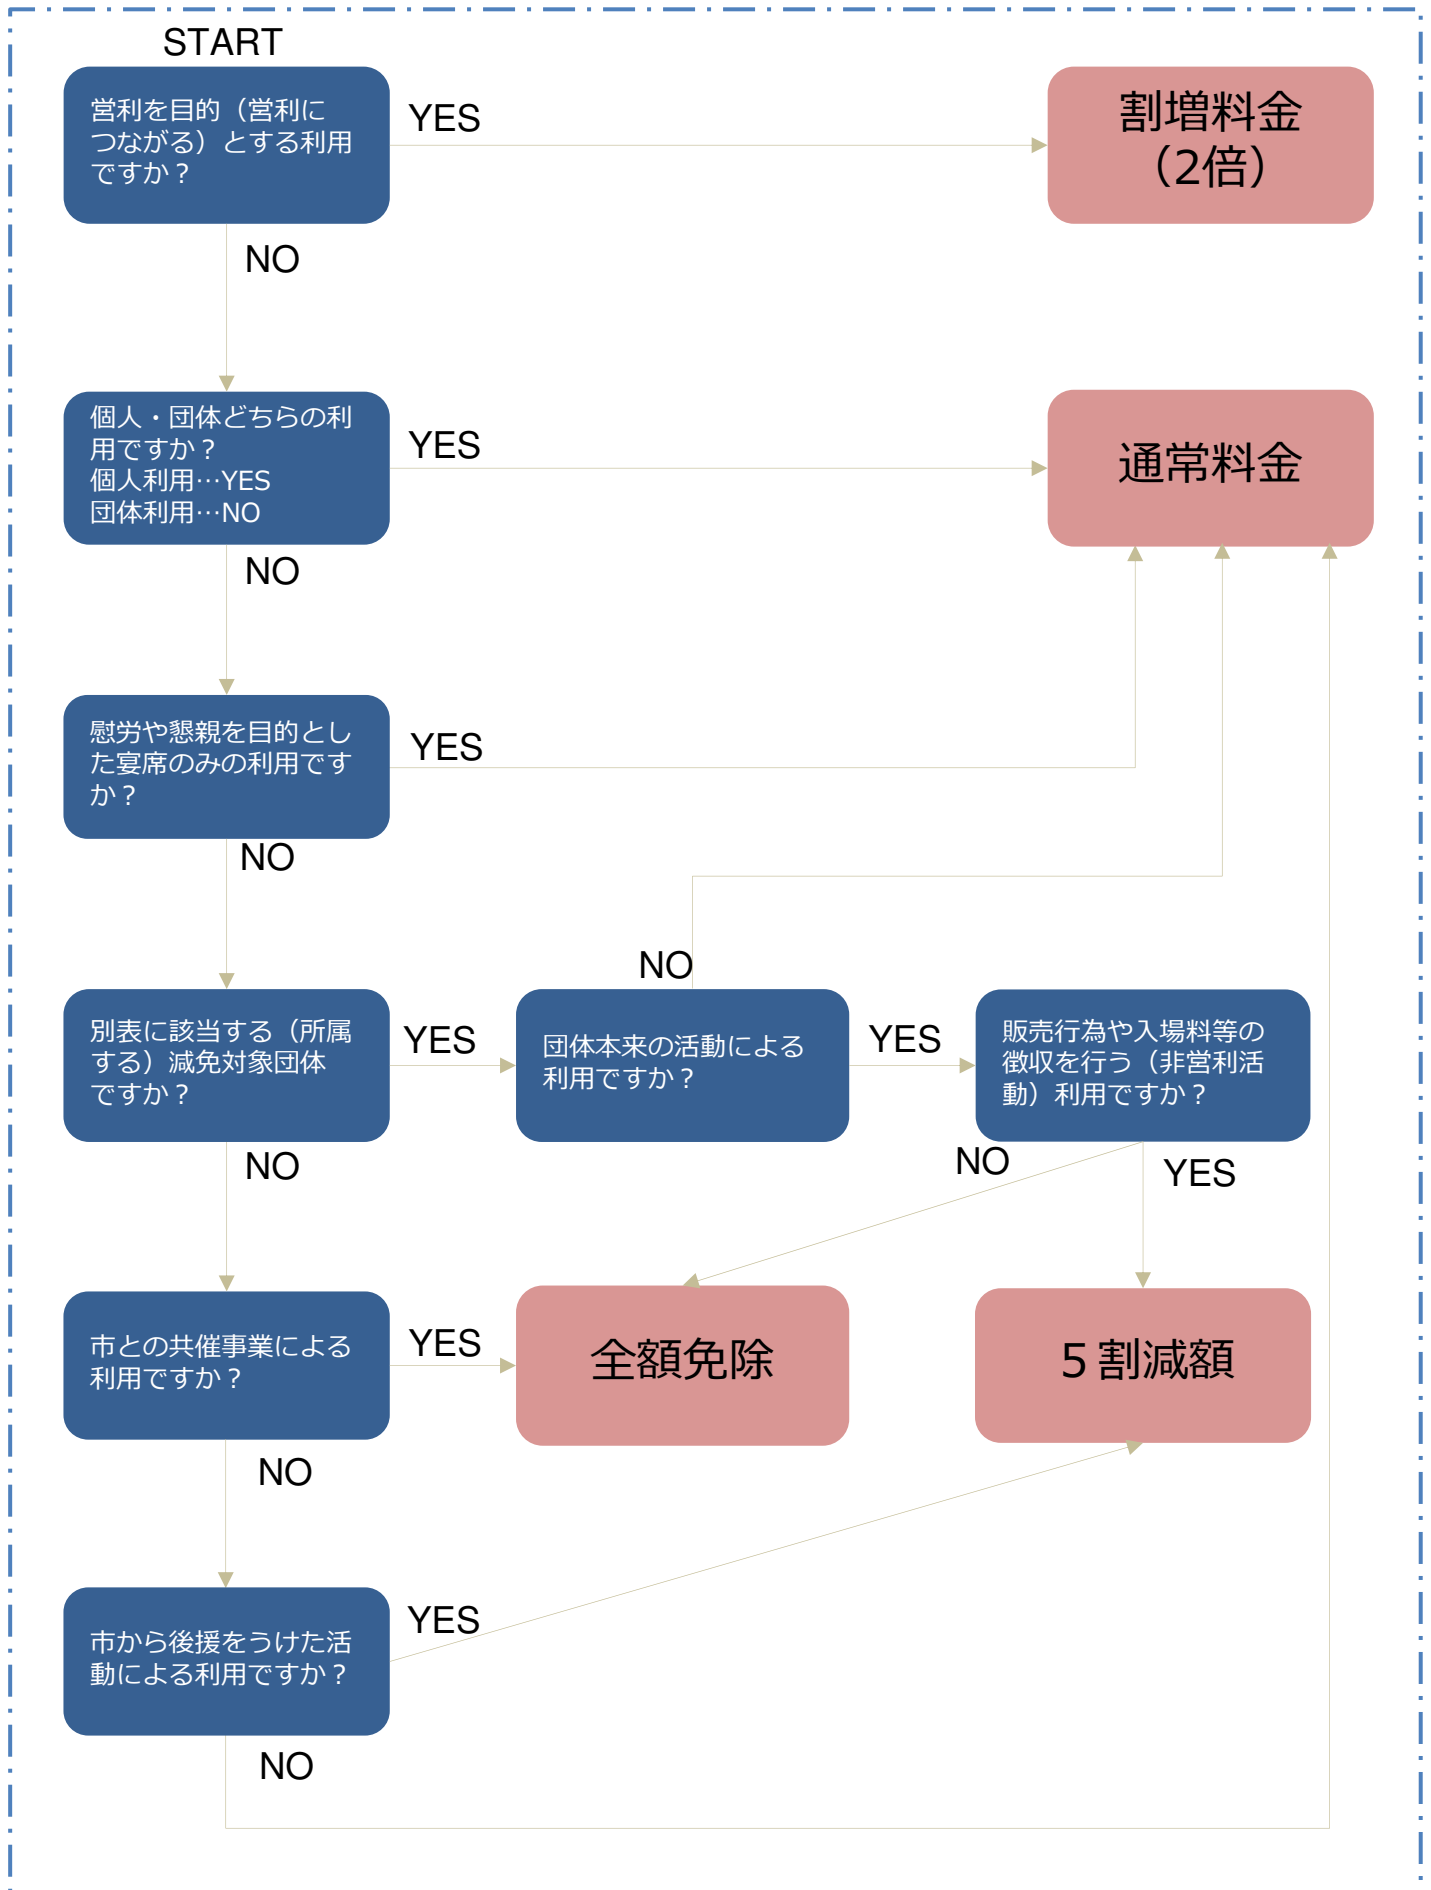 START
営利を目的（営利に
つながる）とする利用
ですか？
YES
割増料金
（2倍）
NO
個人・団体どちらの利
用ですか？
個人利用…YES
団体利用…NO
YES
通常料金
NO
慰労や懇親を目的とし
た宴席のみの利用です
か？
YES
NO
NO
別表に該当する（所属
する）減免対象団体
ですか？
YES
団体本来の活動による
利用ですか？
YES
販売行為や入場料等の
徴収を行う（非営利活
動）利用ですか？
NO
NO
YES
市との共催事業による
利用ですか？
YES
全額免除
５割減額
NO
市から後援をうけた活
動による利用ですか？
YES
NO